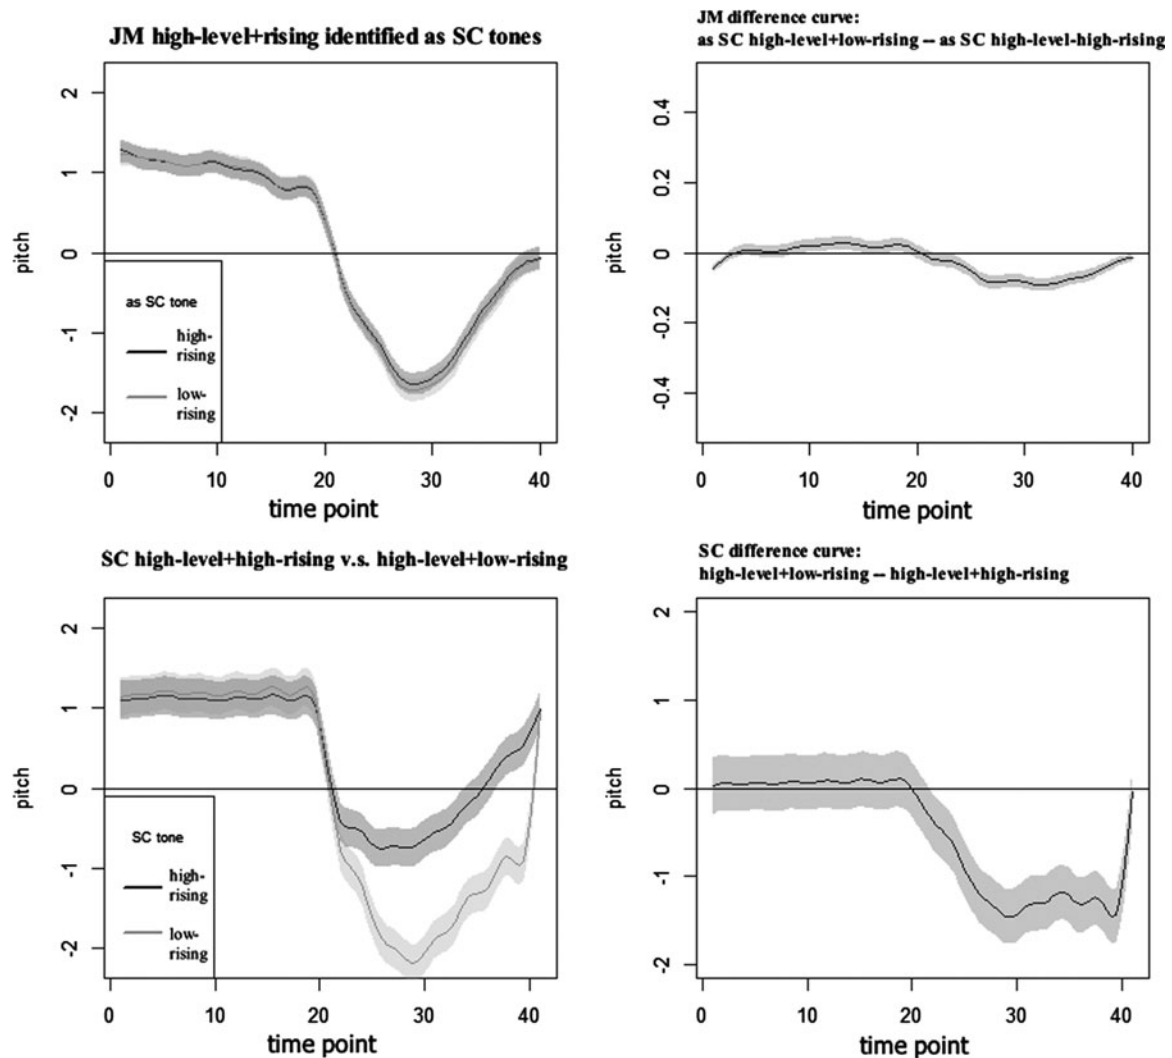 JM high-level+rising identified as SC tones
pitch
2
1
0
-1
-2
as SC tone
high-
rising
low-
rising
0 10 20 30 40
time point
JM difference curve:
as SC high-level+low-rising -- as SC high-level-high-rising
pitch
0.4
0.2
0
-0.2
-0.4
0 10 20 30 40
time point
SC high-level+high-rising v.s. high-level+low-rising
pitch
2
1
0
-1
-2
SC tone
high-
rising
low-
rising
0 10 20 30 40
time point
SC difference curve:
high-level+low-rising -- high-level+high-rising
pitch
2
1
0
-1
-2
0 10 20 30 40
time point